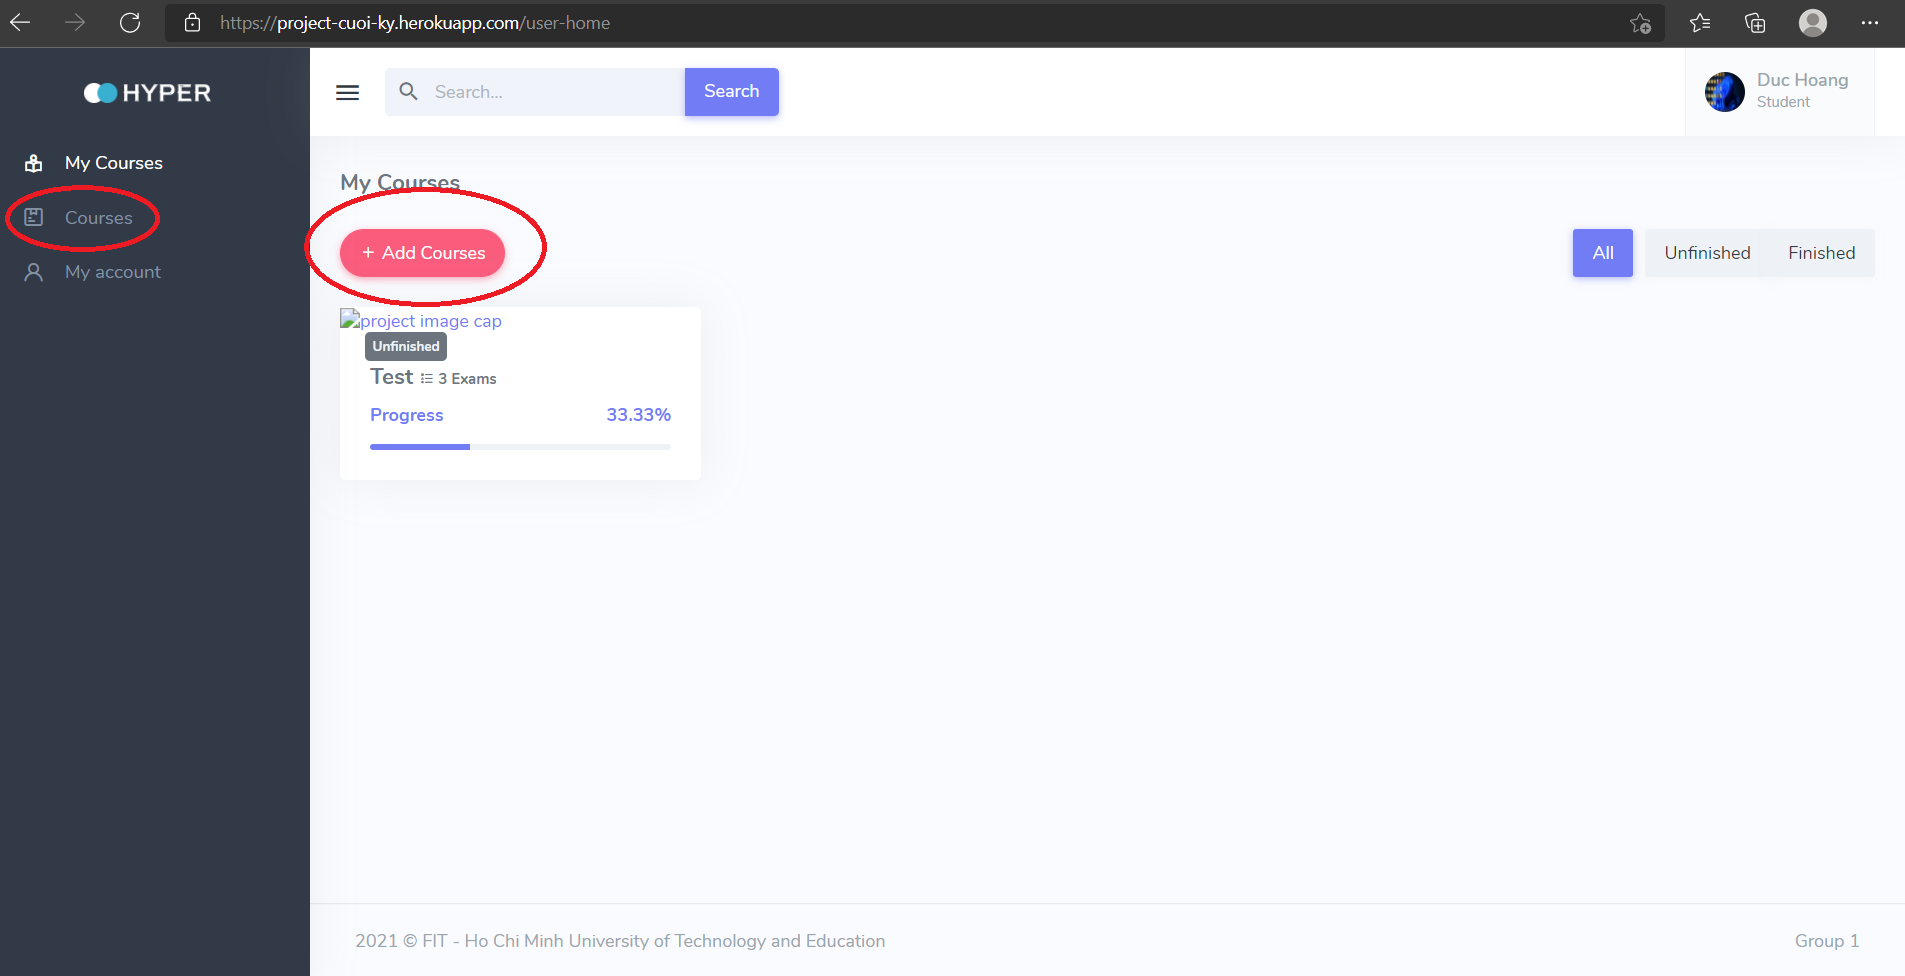 https://project-cuoi-ky.herokuapp.com/user-home
HYPER
My Courses
Courses
My account
Search...
Search
Duc Hoang
Student
My Courses
+ Add Courses
All
Unfinished
Finished
project image cap
Unfinished
Test 3 Exams
Progress 33.33%
2021 © FIT - Ho Chi Minh University of Technology and Education
Group 1